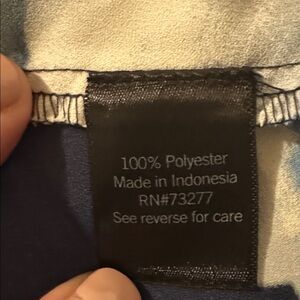 100% Polyester
Made in Indonesia
RN#73277
See reverse for care